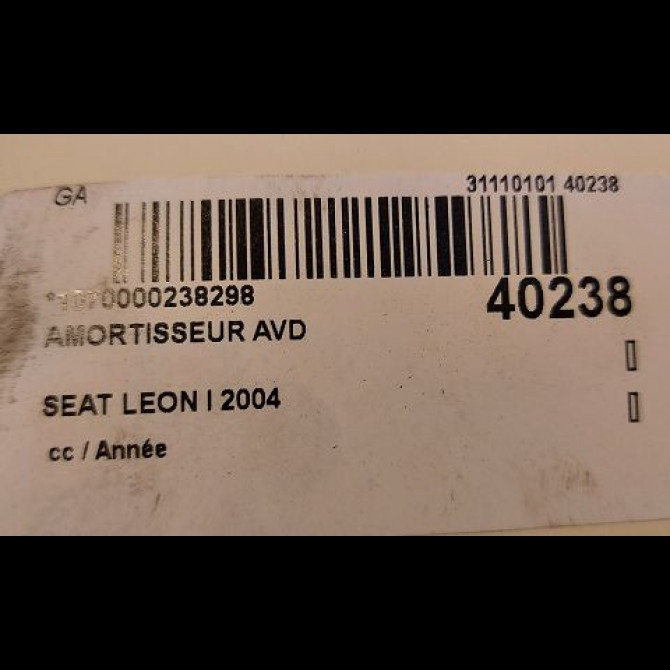 GA
31110101 40238
40238
AMORTISSEUR AVD
SEAT LEON I 2004
cc / Année